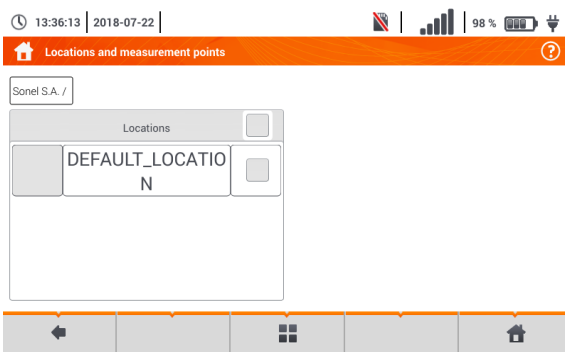 13:36:13 2018-07-22 98 %
Locations and measurement points ?
Sonel S.A. /
Locations
DEFAULT_LOCATIO
N